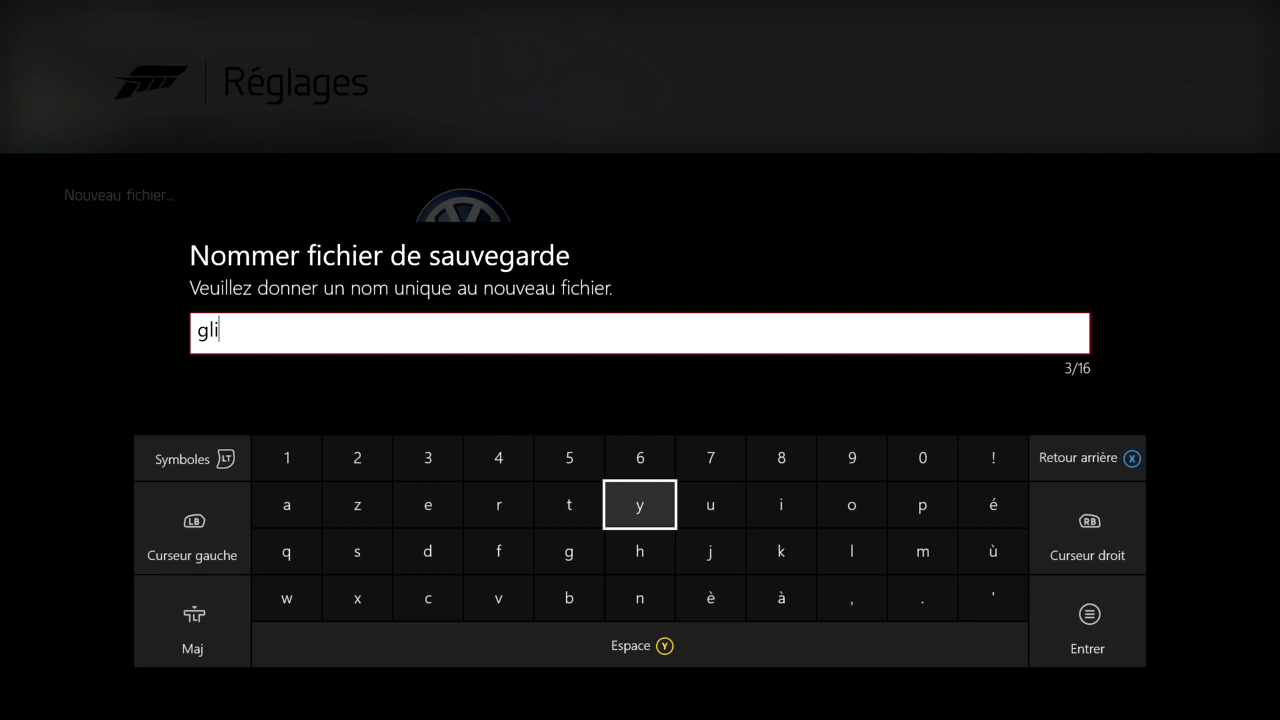 Réglages
Nouveau fichier...
Nommer fichier de sauvegarde
Veuillez donner un nom unique au nouveau fichier.
gli
3/16
Symboles LT 1 2 3 4 5 6 7 8 9 0 ! Retour arrière X
a z e r t y u i o p é
LB RB
Curseur gauche Curseur droit
q s d f g h j k l m ù
w x c v b n è à , . '
LT
Maj Espace Y Entrer